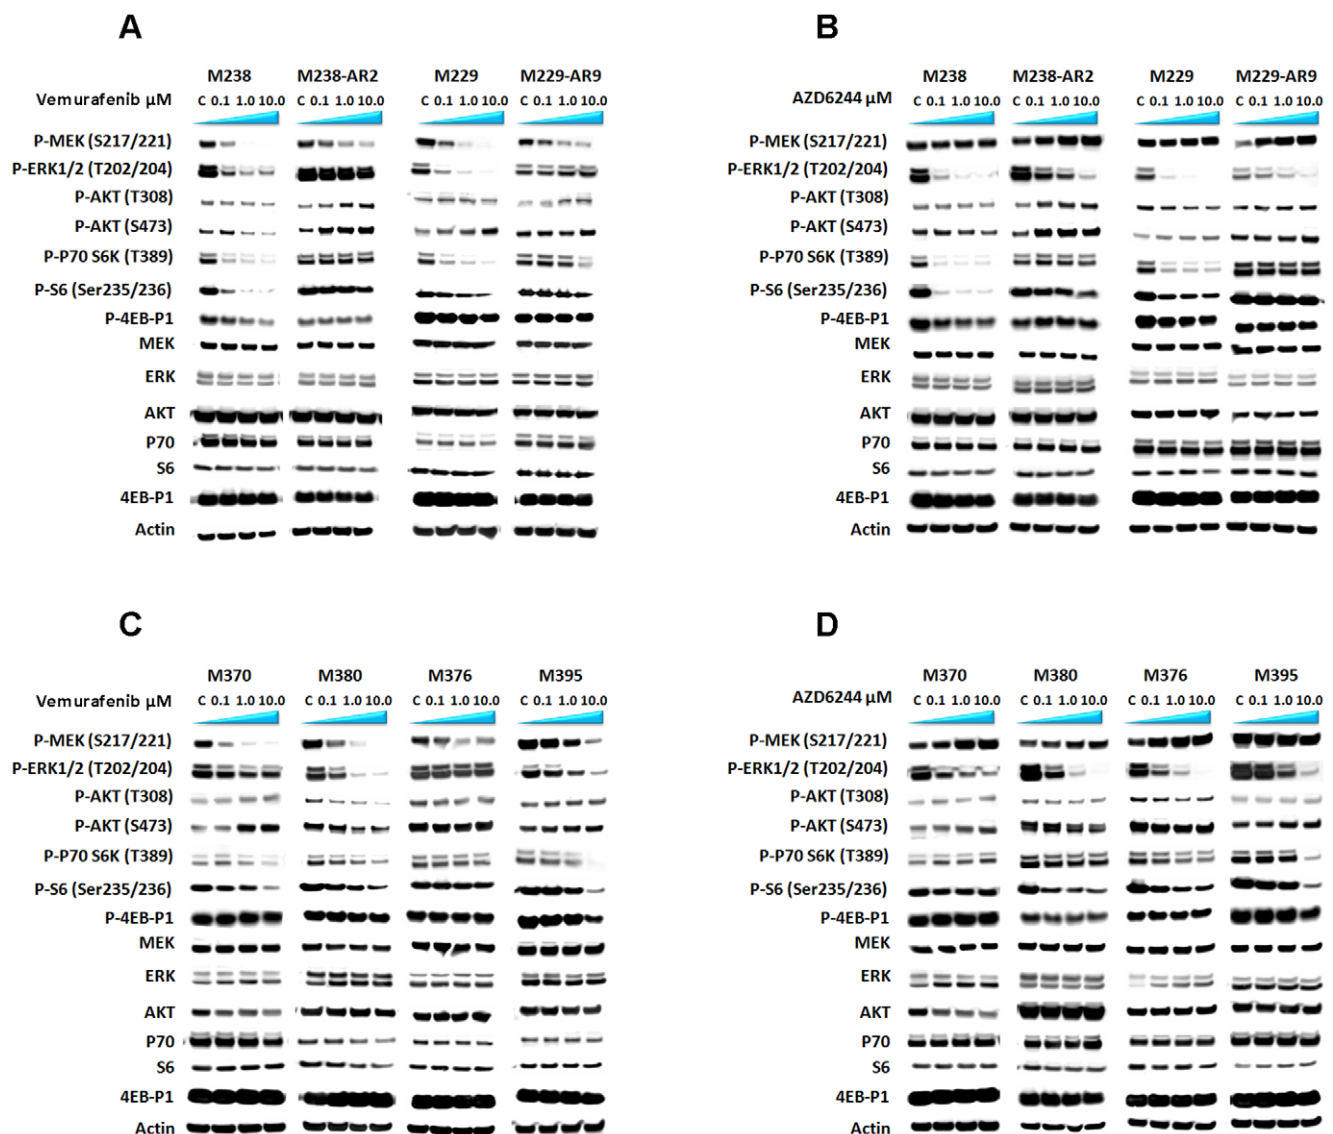 A
M238 M238-AR2 M229 M229-AR9
Vemurafenib µM C 0.1 1.0 10.0 C 0.1 1.0 10.0 C 0.1 1.0 10.0 C 0.1 1.0 10.0
P-MEK (S217/221)
P-ERK1/2 (T202/204)
P-AKT (T308)
P-AKT (S473)
P-P70 S6K (T389)
P-S6 (Ser235/236)
P-4EB-P1
MEK
ERK
AKT
P70
S6
4EB-P1
Actin
B
M238 M238-AR2 M229 M229-AR9
AZD6244 µM C 0.1 1.0 10.0 C 0.1 1.0 10.0 C 0.1 1.0 10.0 C 0.1 1.0 10.0
P-MEK (S217/221)
P-ERK1/2 (T202/204)
P-AKT (T308)
P-AKT (S473)
P-P70 S6K (T389)
P-S6 (Ser235/236)
P-4EB-P1
MEK
ERK
AKT
P70
S6
4EB-P1
Actin
C
M370 M380 M376 M395
Vemurafenib µM C 0.1 1.0 10.0 C 0.1 1.0 10.0 C 0.1 1.0 10.0 C 0.1 1.0 10.0
P-MEK (S217/221)
P-ERK1/2 (T202/204)
P-AKT (T308)
P-AKT (S473)
P-P70 S6K (T389)
P-S6 (Ser235/236)
P-4EB-P1
MEK
ERK
AKT
P70
S6
4EB-P1
Actin
D
M370 M380 M376 M395
AZD6244 µM C 0.1 1.0 10.0 C 0.1 1.0 10.0 C 0.1 1.0 10.0 C 0.1 1.0 10.0
P-MEK (S217/221)
P-ERK1/2 (T202/204)
P-AKT (T308)
P-AKT (S473)
P-P70 S6K (T389)
P-S6 (Ser235/236)
P-4EB-P1
MEK
ERK
AKT
P70
S6
4EB-P1
Actin